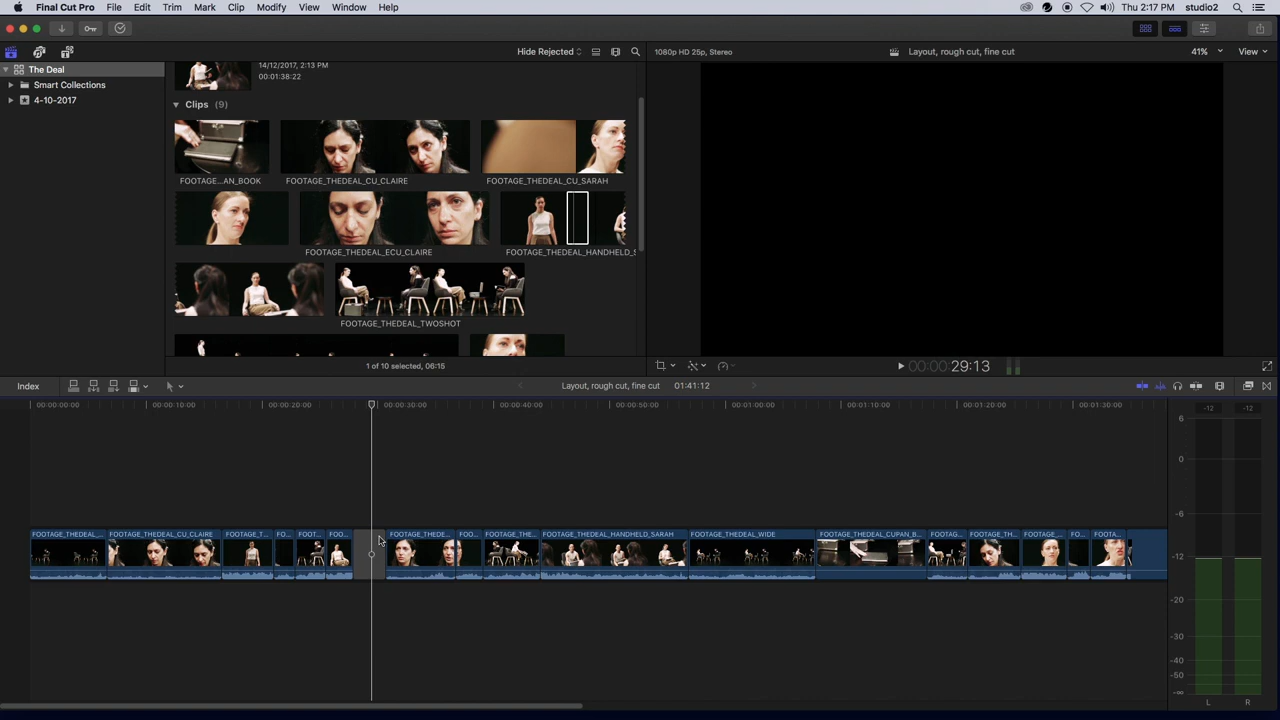 Final Cut Pro File Edit Trim Mark Clip Modify View Window Help Thu 2:17 PM studio2
Hide Rejected 1080p HD 25p, Stereo Layout, rough cut, fine cut 41% View
The Deal
Smart Collections
4-10-2017
14/12/2017, 2:13 PM
00:01:38:22
Clips (9)
FOOTAGE...AN_BOOK FOOTAGE_THEDEAL_CU_CLAIRE FOOTAGE_THEDEAL_CU_SARAH
FOOTAGE_THEDEAL_ECU_CLAIRE FOOTAGE_THEDEAL_HANDHELD_S
FOOTAGE_THEDEAL_TWOSHOT
1 of 10 selected, 06:15
00:00:00:29:13
Index Layout, rough cut, fine cut 01:41:12
00:00:00:00 00:00:10:00 00:00:20:00 00:00:30:00 00:00:40:00 00:00:50:00 00:01:00:00 00:01:10:00 00:01:20:00 00:01:30:00
-12 -12
6
0
-6
-12
-20
-30
-40
-50
-∞
L R
FOOTAGE_THEDEAL_... FOOTAGE_THEDEAL_CU_CLAIRE FOOTAGE_T... FO... FOOT... FOO... FOOTAGE_THEDE... FOO... FOOTAGE_THE... FOOTAGE_THEDEAL_HANDHELD_SARAH FOOTAGE_THEDEAL_WIDE FOOTAGE_THEDEAL_CUPAN_B... FOOTAG... FOOTAGE_TH... FOOTAGE_... FO... FOOTA...